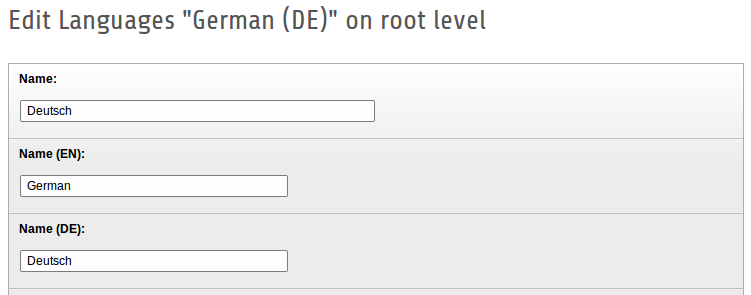 Edit Languages "German (DE)" on root level
Name:
Deutsch
Name (EN):
German
Name (DE):
Deutsch